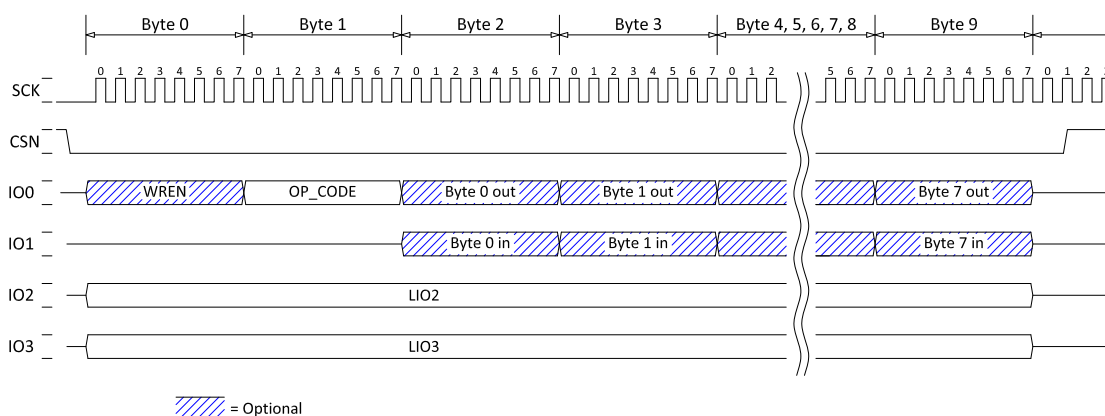 Byte 0 Byte 1 Byte 2 Byte 3 Byte 4, 5, 6, 7, 8 Byte 9
0 1 2 3 4 5 6 7 0 1 2 3 4 5 6 7 0 1 2 3 4 5 6 7 0 1 2 3 4 5 6 7 0 1 2 5 6 7 0 1 2 3 4 5 6 7 0 1 2
SCK
CSN
IO0 WREN OP_CODE Byte 0 out Byte 1 out Byte 7 out
IO1 Byte 0 in Byte 1 in Byte 7 in
IO2 LIO2
IO3 LIO3
= Optional